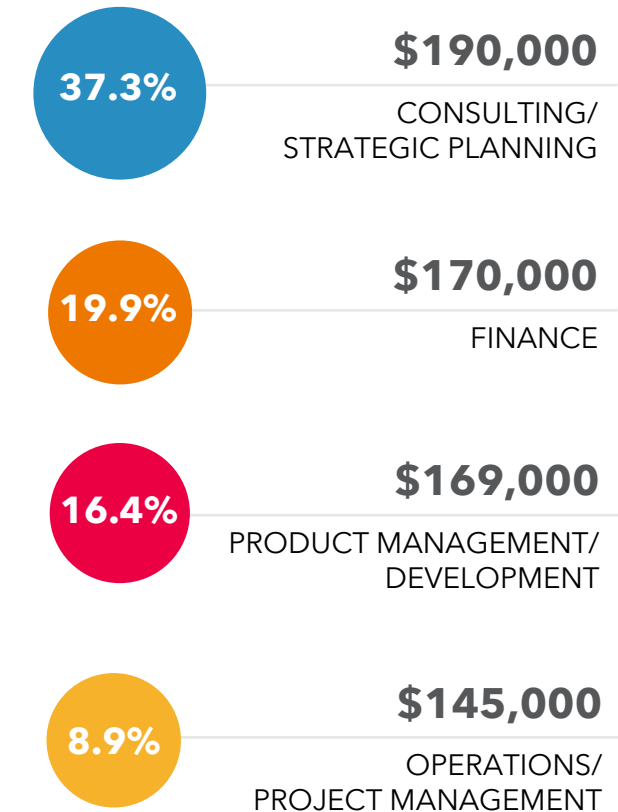 37.3%
$190,000
CONSULTING/
STRATEGIC PLANNING
19.9%
$170,000
FINANCE
16.4%
$169,000
PRODUCT MANAGEMENT/
DEVELOPMENT
8.9%
$145,000
OPERATIONS/
PROJECT MANAGEMENT